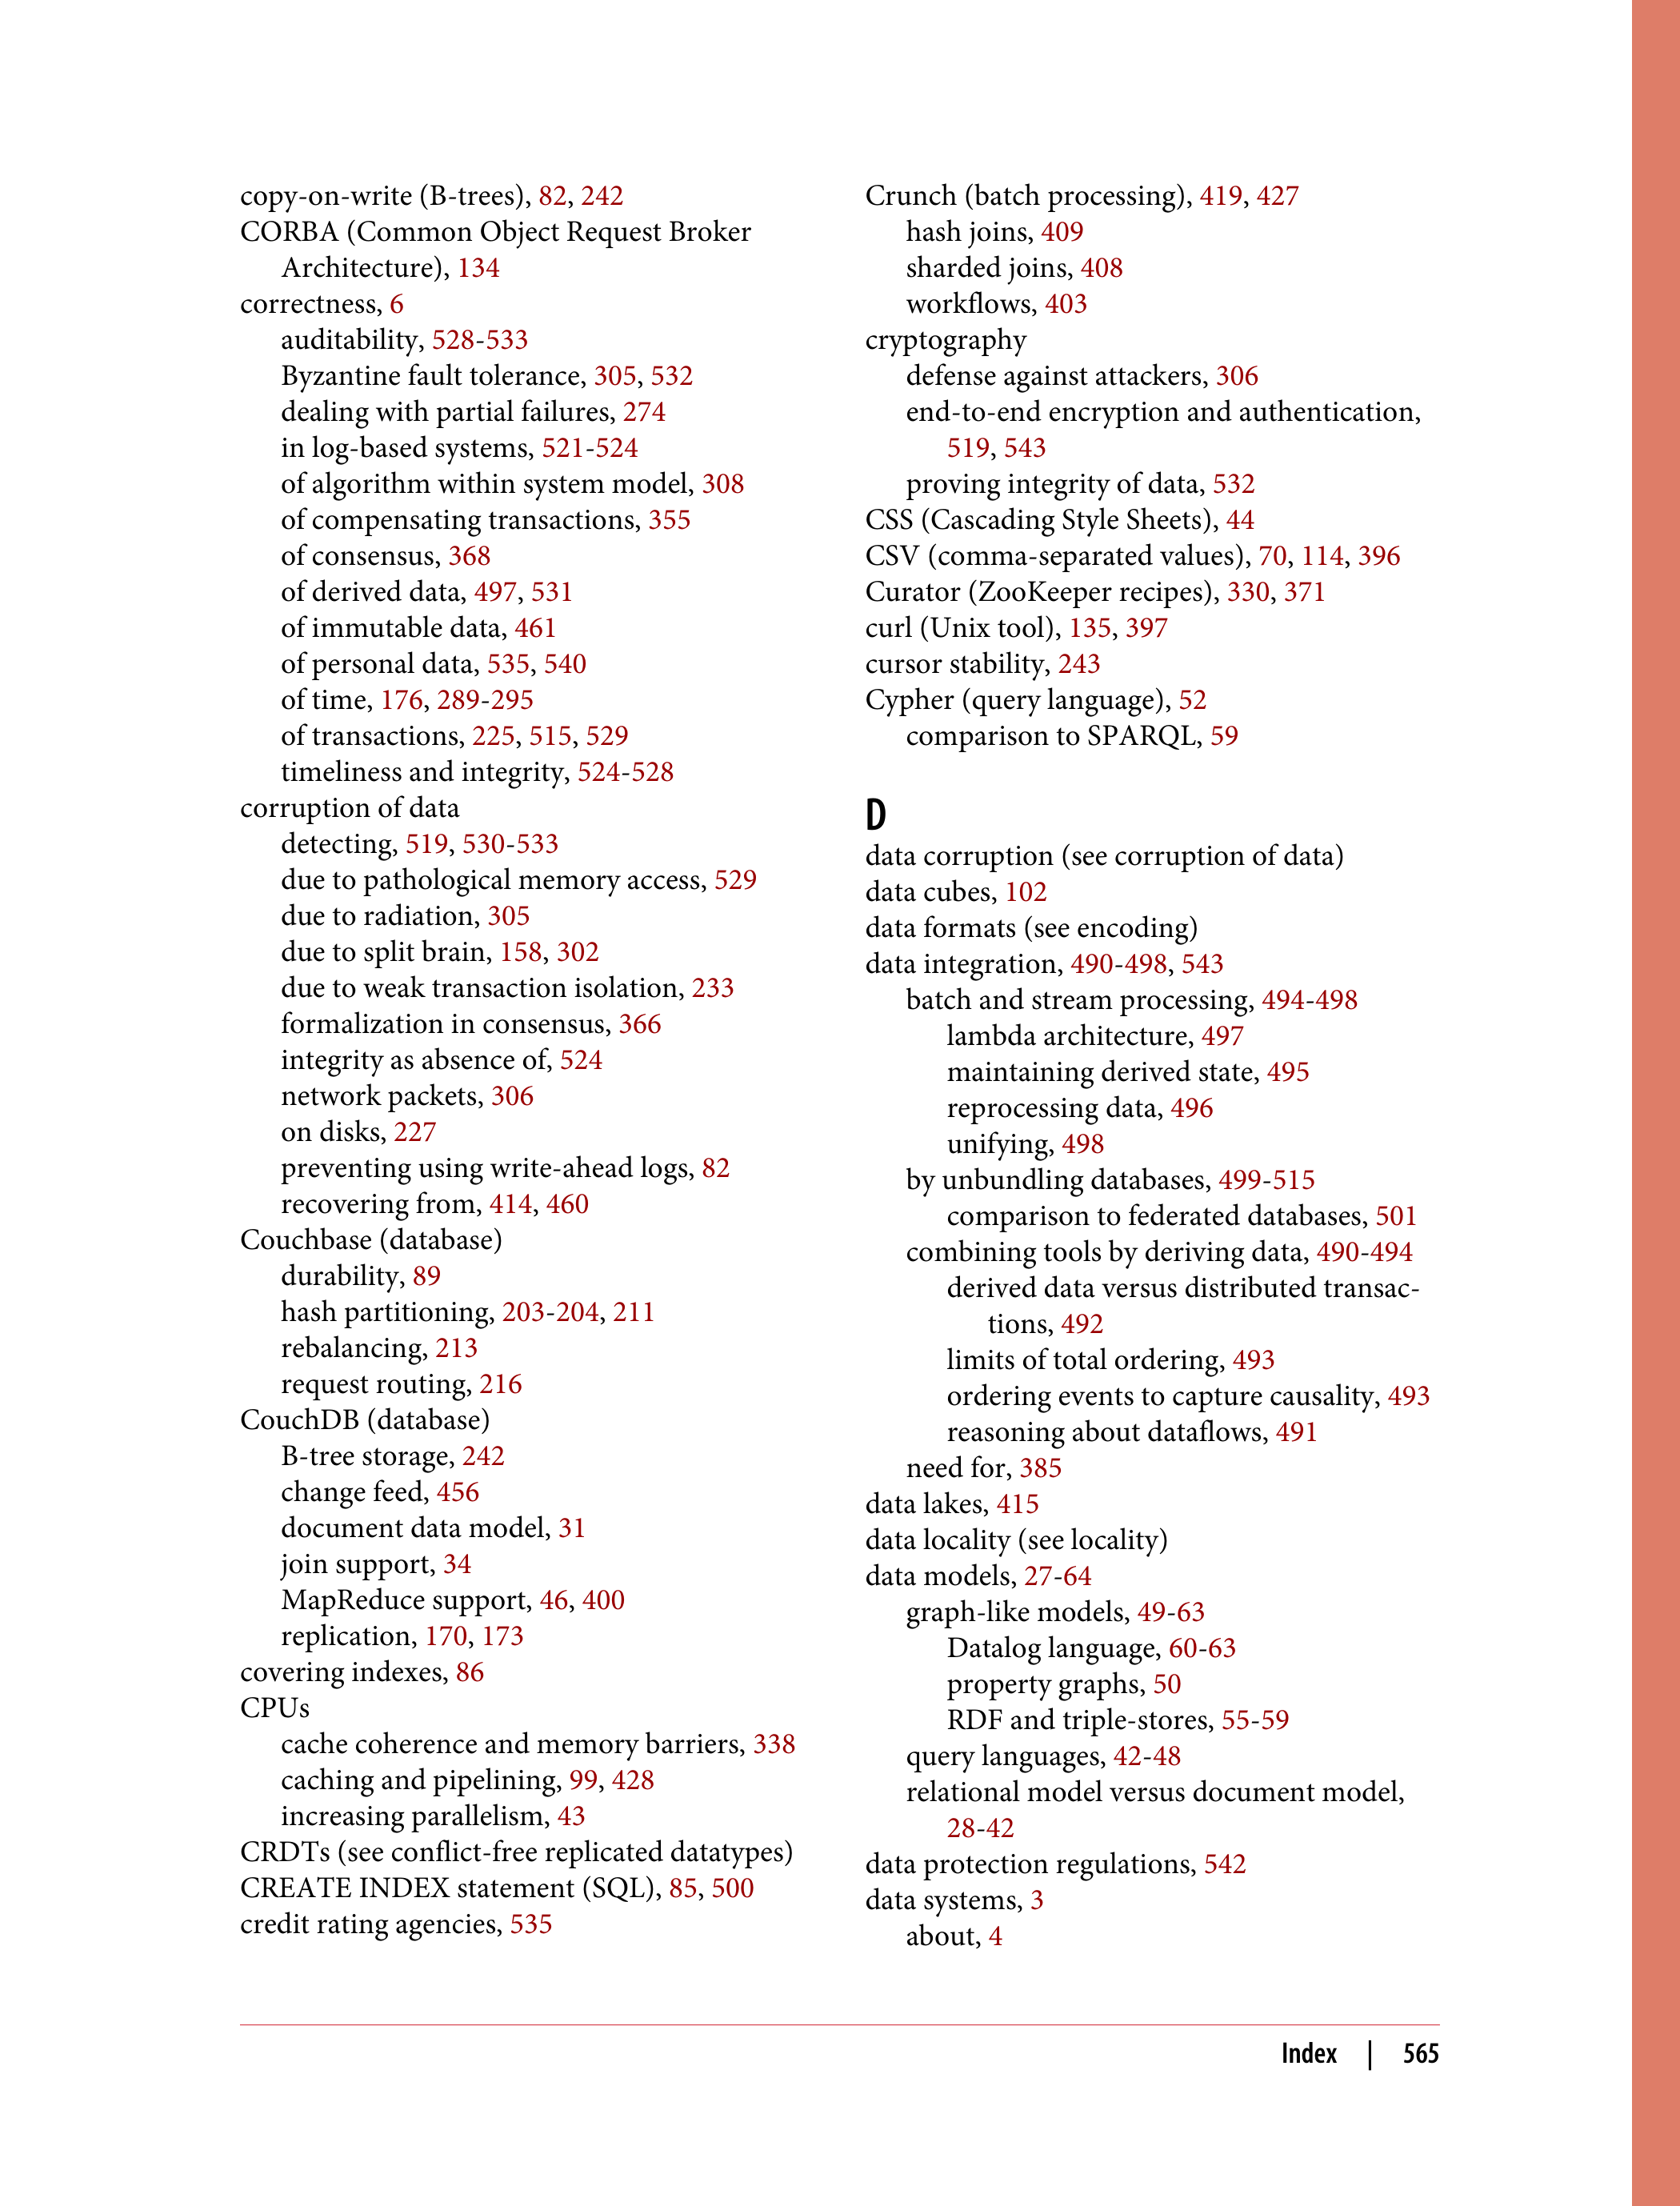 copy-on-write (B-trees), 82, 242
CORBA (Common Object Request Broker
Architecture), 134
correctness, 6
auditability, 528-533
Byzantine fault tolerance, 305, 532
dealing with partial failures, 274
in log-based systems, 521-524
of algorithm within system model, 308
of compensating transactions, 355
of consensus, 368
of derived data, 497, 531
of immutable data, 461
of personal data, 535, 540
of time, 176, 289-295
of transactions, 225, 515, 529
timeliness and integrity, 524-528
corruption of data
detecting, 519, 530-533
due to pathological memory access, 529
due to radiation, 305
due to split brain, 158, 302
due to weak transaction isolation, 233
formalization in consensus, 366
integrity as absence of, 524
network packets, 306
on disks, 227
preventing using write-ahead logs, 82
recovering from, 414, 460
Couchbase (database)
durability, 89
hash partitioning, 203-204, 211
rebalancing, 213
request routing, 216
CouchDB (database)
B-tree storage, 242
change feed, 456
document data model, 31
join support, 34
MapReduce support, 46, 400
replication, 170, 173
covering indexes, 86
CPUs
cache coherence and memory barriers, 338
caching and pipelining, 99, 428
increasing parallelism, 43
CRDTs (see conflict-free replicated datatypes)
CREATE INDEX statement (SQL), 85, 500
credit rating agencies, 535
Crunch (batch processing), 419, 427
hash joins, 409
sharded joins, 408
workflows, 403
cryptography
defense against attackers, 306
end-to-end encryption and authentication,
519, 543
proving integrity of data, 532
CSS (Cascading Style Sheets), 44
CSV (comma-separated values), 70, 114, 396
Curator (ZooKeeper recipes), 330, 371
curl (Unix tool), 135, 397
cursor stability, 243
Cypher (query language), 52
comparison to SPARQL, 59
D
data corruption (see corruption of data)
data cubes, 102
data formats (see encoding)
data integration, 490-498, 543
batch and stream processing, 494-498
lambda architecture, 497
maintaining derived state, 495
reprocessing data, 496
unifying, 498
by unbundling databases, 499-515
comparison to federated databases, 501
combining tools by deriving data, 490-494
derived data versus distributed transac-
tions, 492
limits of total ordering, 493
ordering events to capture causality, 493
reasoning about dataflows, 491
need for, 385
data lakes, 415
data locality (see locality)
data models, 27-64
graph-like models, 49-63
Datalog language, 60-63
property graphs, 50
RDF and triple-stores, 55-59
query languages, 42-48
relational model versus document model,
28-42
data protection regulations, 542
data systems, 3
about, 4
Index | 565